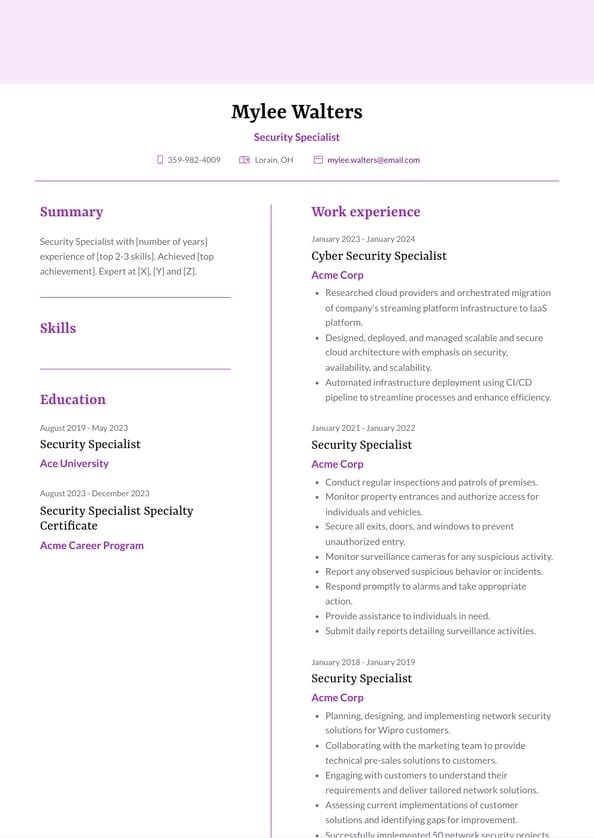 Mylee Walters
Security Specialist
359-982-4009 Lorain, OH mylee.walters@email.com
Summary
Security Specialist with [number of years]
experience of [top 2-3 skills]. Achieved [top
achievement]. Expert at [X], [Y] and [Z].
Skills
Education
August 2019 - May 2023
Security Specialist
Ace University
August 2023 - December 2023
Security Specialist Specialty
Certificate
Acme Career Program
Work experience
January 2023 - January 2024
Cyber Security Specialist
Acme Corp
• Researched cloud providers and orchestrated migration
of company's streaming platform infrastructure to IaaS
platform.
• Designed, deployed, and managed scalable and secure
cloud architecture with emphasis on security,
availability, and scalability.
• Automated infrastructure deployment using CI/CD
pipeline to streamline processes and enhance efficiency.
January 2021 - January 2022
Security Specialist
Acme Corp
• Conduct regular inspections and patrols of premises.
• Monitor property entrances and authorize access for
individuals and vehicles.
• Secure all exits, doors, and windows to prevent
unauthorized entry.
• Monitor surveillance cameras for any suspicious activity.
• Report any observed suspicious behavior or incidents.
• Respond promptly to alarms and take appropriate
action.
• Provide assistance to individuals in need.
• Submit daily reports detailing surveillance activities.
January 2018 - January 2019
Security Specialist
Acme Corp
• Planning, designing, and implementing network security
solutions for Wipro customers.
• Collaborating with the marketing team to provide
technical pre-sales solutions to customers.
• Engaging with customers to understand their
requirements and deliver tailored network solutions.
• Assessing current implementations of customer
solutions and identifying gaps for improvement.
• Successfully implemented 50 network security projects